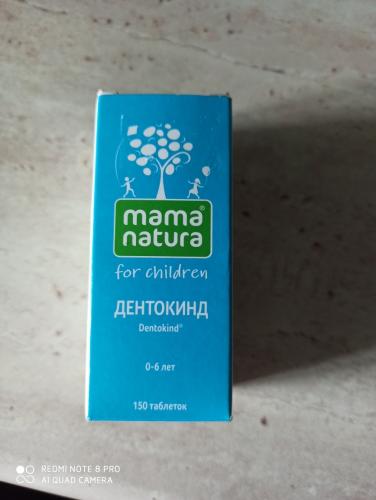 mama®
natura
for children
ДЕНТОКИНД
Dentokind®
0-6 лет
150 таблеток
REDMI NOTE 8 PRO
AI QUAD CAMERA